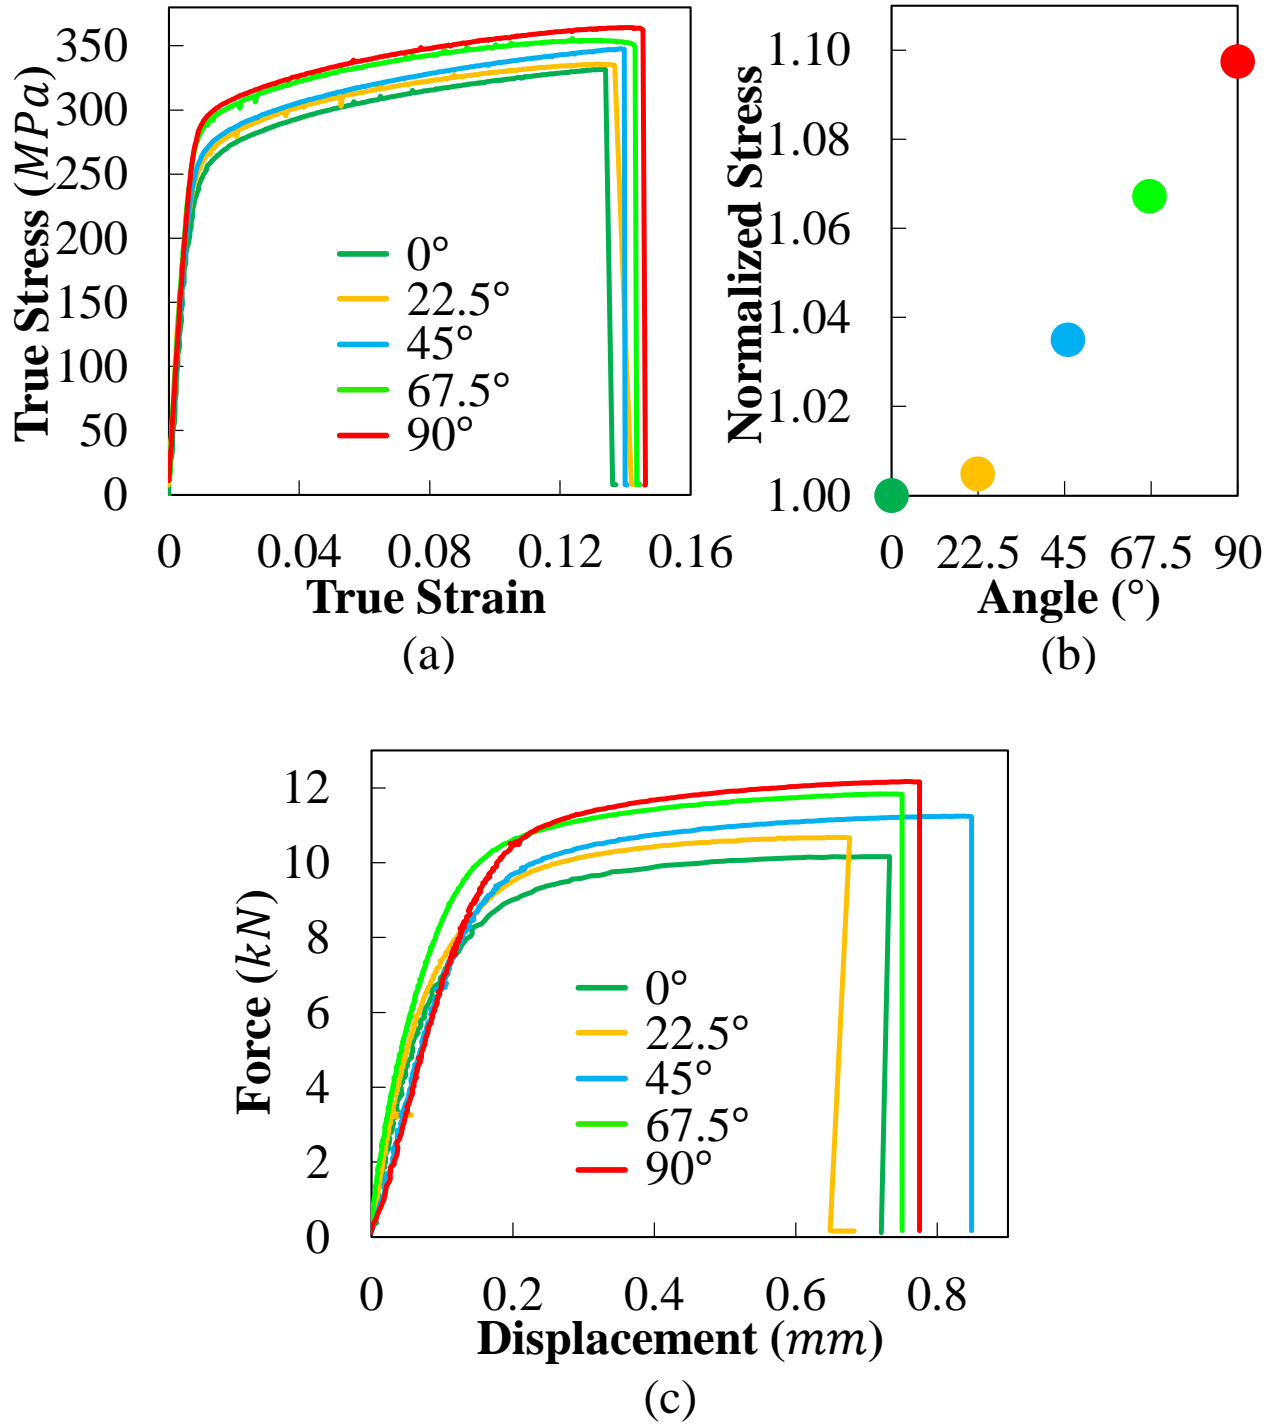 True Stress (MPa)
350
300
250
200
150
100
50
0
0°
22.5°
45°
67.5°
90°
0 0.04 0.08 0.12 0.16
True Strain
(a)
Normalized Stress
1.10
1.08
1.06
1.04
1.02
1.00
0 22.5 45 67.5 90
Angle (°)
(b)
Force (kN)
12
10
8
6
4
2
0
0°
22.5°
45°
67.5°
90°
0 0.2 0.4 0.6 0.8
Displacement (mm)
(c)